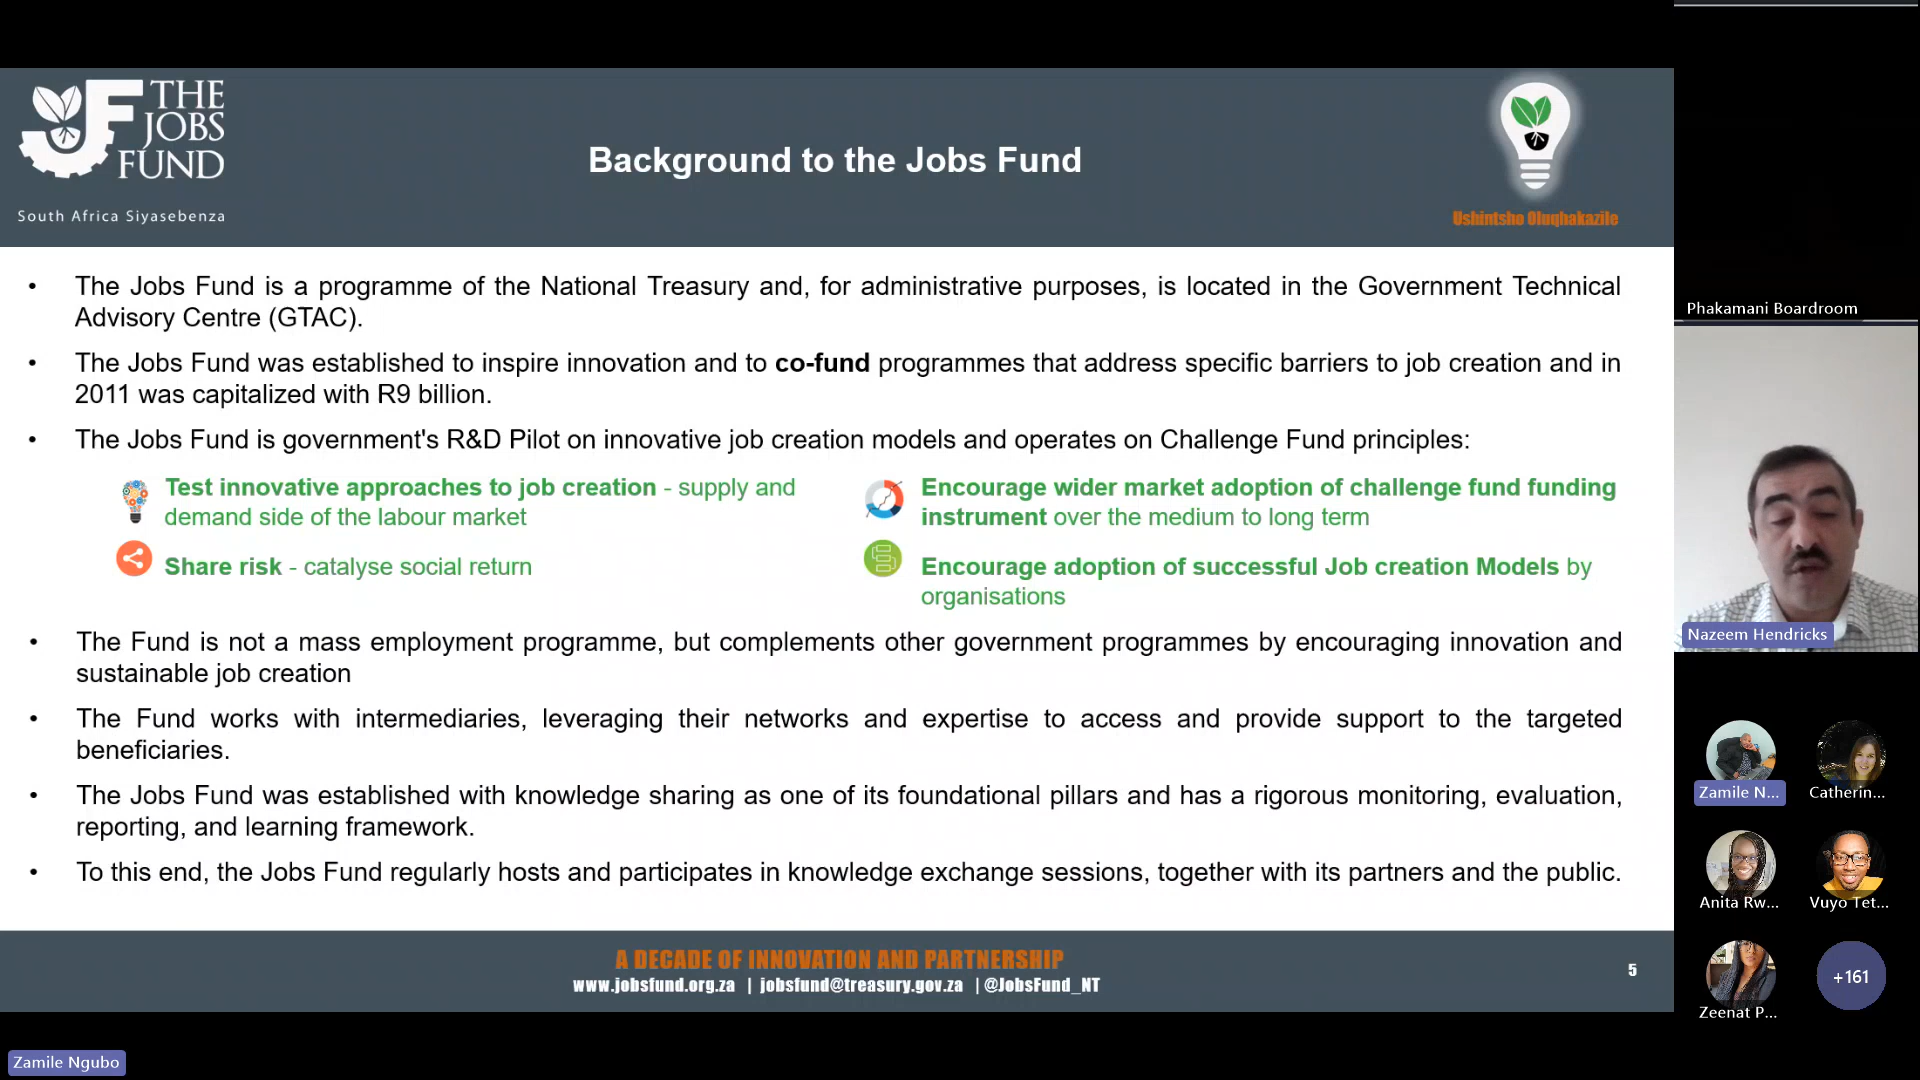 THE
JOBS
FUND
South Africa Siyasebenza
Background to the Jobs Fund
Ushintsho Oluqhakazile
• The Jobs Fund is a programme of the National Treasury and, for administrative purposes, is located in the Government Technical
Advisory Centre (GTAC).
• The Jobs Fund was established to inspire innovation and to co-fund programmes that address specific barriers to job creation and in
2011 was capitalized with R9 billion.
• The Jobs Fund is government's R&D Pilot on innovative job creation models and operates on Challenge Fund principles:
Test innovative approaches to job creation - supply and
demand side of the labour market
Share risk - catalyse social return
Encourage wider market adoption of challenge fund funding
instrument over the medium to long term
Encourage adoption of successful Job creation Models by
organisations
• The Fund is not a mass employment programme, but complements other government programmes by encouraging innovation and
sustainable job creation
• The Fund works with intermediaries, leveraging their networks and expertise to access and provide support to the targeted
beneficiaries.
• The Jobs Fund was established with knowledge sharing as one of its foundational pillars and has a rigorous monitoring, evaluation,
reporting, and learning framework.
• To this end, the Jobs Fund regularly hosts and participates in knowledge exchange sessions, together with its partners and the public.
A DECADE OF INNOVATION AND PARTNERSHIP
www.jobsfund.org.za | jobsfund@treasury.gov.za | @JobsFund_NT
5
Phakamani Boardroom
Nazeem Hendricks
Zamile N...
Catherin...
Anita Rw...
Vuyo Tet...
Zeenat P...
+161
Zamile Ngubo